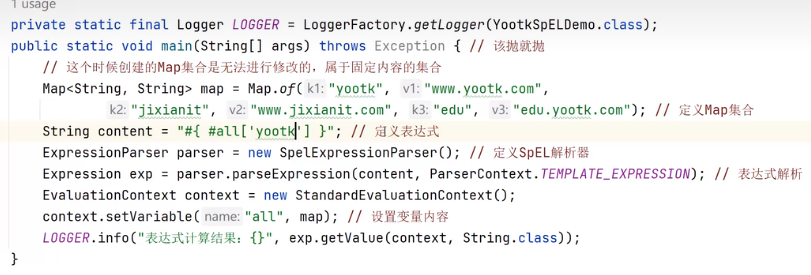 1 usage
private static final Logger LOGGER = LoggerFactory.getLogger(YootkSpELDemo.class);
public static void main(String[] args) throws Exception { // 该抛就抛
// 这个时候创建的Map集合是无法进行修改的，属于固定内容的集合
Map<String, String> map = Map.of( k1: "yootk", v1: "www.yootk.com",
k2: "jixianit", v2: "www.jixianit.com", k3: "edu", v3: "edu.yootk.com"); // 定义Map集合
String content = "#{ #all['yootk'] }"; // 定义表达式
ExpressionParser parser = new SpelExpressionParser(); // 定义SpEL解析器
Expression exp = parser.parseExpression(content, ParserContext.TEMPLATE_EXPRESSION); // 表达式解析
EvaluationContext context = new StandardEvaluationContext();
context.setVariable( name: "all", map); // 设置变量内容
LOGGER.info("表达式计算结果：{}", exp.getValue(context, String.class));
}